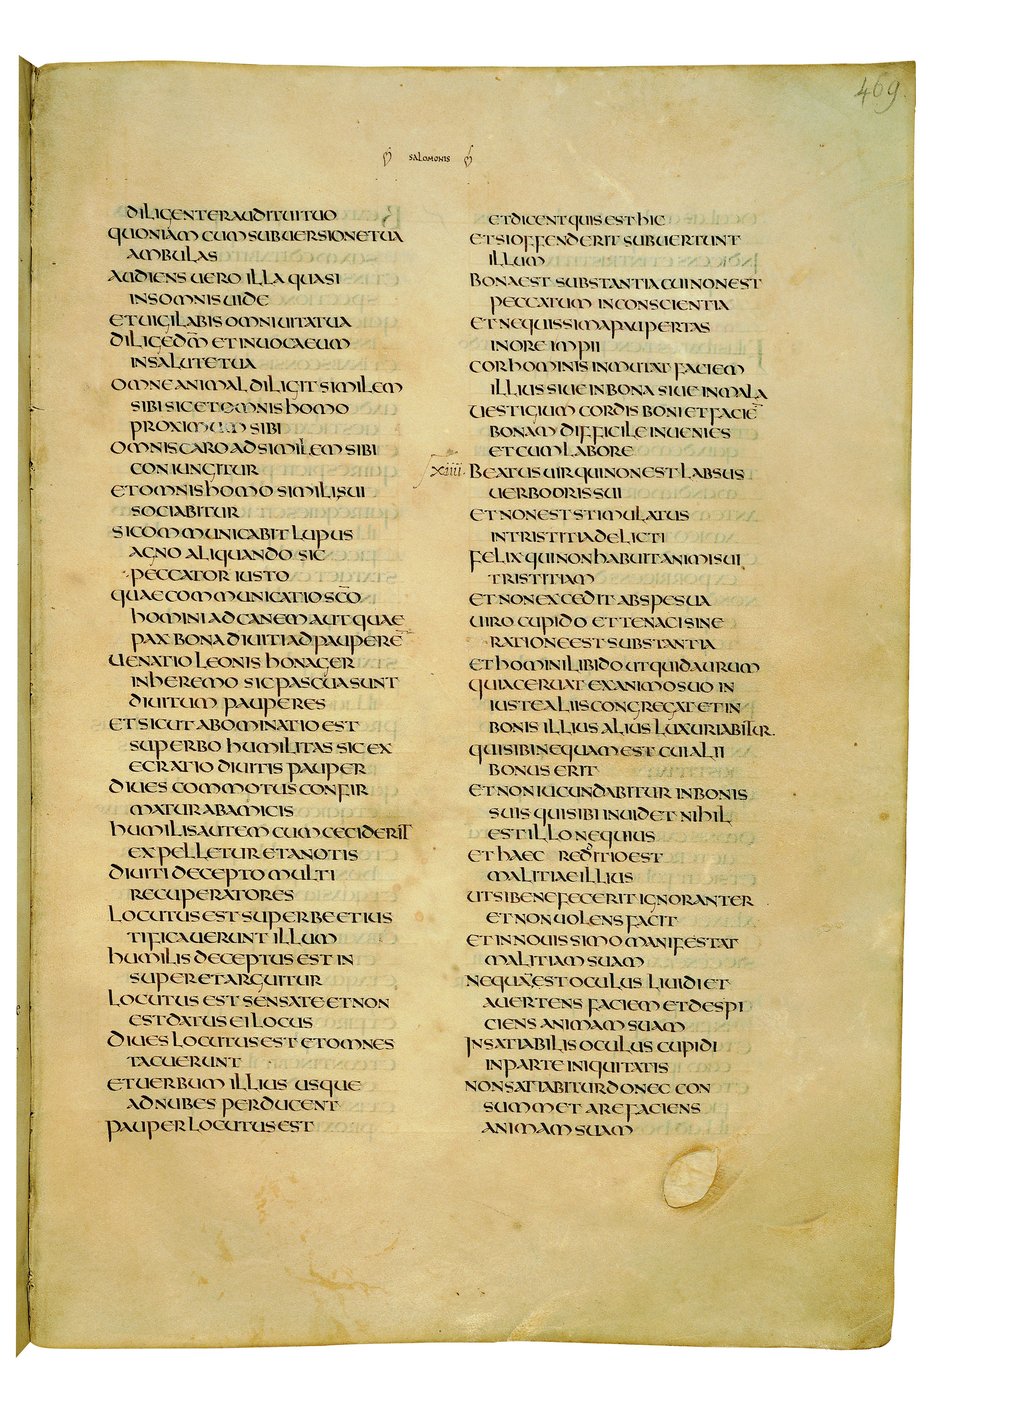 469
SALOMONIS
DILIGENTER AUDITUI TUO
QUONIAM CUM SUBUERSIONE TUA
AMBULAS
AUDIENS UERO ILLA QUASI
IN SOMNIS UIDE
ET UIGILABIS OMNI UITA TUA
DILIGE DM̄ ET INUOCA EUM
IN SALUTE TUA
OMNE ANIMAL DILIGIT SIMILEM
SIBI SIC ET OMNIS HOMO
PROXIMUM SIBI
OMNIS CARO AD SIMILEM SIBI
CONIUNGITUR
ET OMNIS HOMO SIMILI SUI
SOCIABITUR
SI COMMUNICABIT LUPUS
AGNO ALIQUANDO SIC
PECCATOR IUSTO
QUAE COMMUNICATIO SC̄O
HOMINI AD CANEM AUT QUAE
PAX BONA DIUITI AD PAUPERĒ
UENATIO LEONIS HONAGER
IN HEREMO SIC PASCUA SUNT
DIUITUM PAUPERES
ET SICUT ABOMINATIO EST
SUPERBO HUMILITAS SIC EX
ECRATIO DIUITIS PAUPER
DIUES COMMOTUS CONFIR
MATUR AB AMICIS
HUMILIS AUTEM CUM CECIDERIT
EXPELLETUR ET A NOTIS
DIUITI DECEPTO MULTI
RECUPERATORES
LOCUTUS EST SUPERBE ET IUS
TIFICAUERUNT ILLUM
HUMILIS DECEPTUS EST IN
SUPER ET ARGUITUR
LOCUTUS EST SENSATE ET NON
EST DATUS EI LOCUS
DIUES LOCUTUS EST ET OMNES
TACUERUNT
ET UERBUM ILLIUS USQUE
AD NUBES PERDUCENT
PAUPER LOCUTUS EST
ET DICENT QUIS EST HIC
ET SI OFFENDERIT SUBUERTUNT
ILLUM
BONA EST SUBSTANTIA CUI NON EST
PECCATUM IN CONSCIENTIA
ET NEQUISSIMA PAUPERTAS
IN ORE IMPII
COR HOMINIS INMUTAT FACIEM
ILLIUS SIUE IN BONA SIUE IN MALA
UESTIGIUM CORDIS BONI ET FACIĒ
BONAM DIFFICILE INUENIES
ET CUM LABORE
XIIII BEATUS UIR QUI NON EST LABSUS
UERBO ORIS SUI
ET NON EST STIMULATUS
IN TRISTITIA DELICTI
FELIX QUI NON HABUIT ANIMI SUI
TRISTITIAM
ET NON EXCEDIT AB SPE SUA
UIRO CUPIDO ET TENACI SINE
RATIONE EST SUBSTANTIA
ET HOMINI LIBIDO UT QUID AURUM
QUI ACERUAT EX ANIMO SUO IN
IUSTE ALIIS CONGREGAT ET IN
BONIS ILLIUS ALIUS LUXURIABITUR
QUI SIBI NEQUAM EST CUI ALII
BONUS ERIT
ET NON IUCUNDABITUR IN BONIS
SUIS QUI SIBI INUIDET NIHIL
EST ILLO NEQUIUS
ET HAEC REDITIO EST
MALITIAE ILLIUS
UT SI BENE FECERIT IGNORANTER
ET NON UOLENS FACIT
ET IN NOUISSIMO MANIFESTAT
MALITIAM SUAM
NEQUĀ EST OCULUS LIUIDI ET
AUERTENS FACIEM ET DESPI
CIENS ANIMAM SUAM
INSATIABILIS OCULUS CUPIDI
IN PARTE INIQUITATIS
NON SATIABITUR DONEC CON
SUMMET AREFACIENS
ANIMAM SUAM